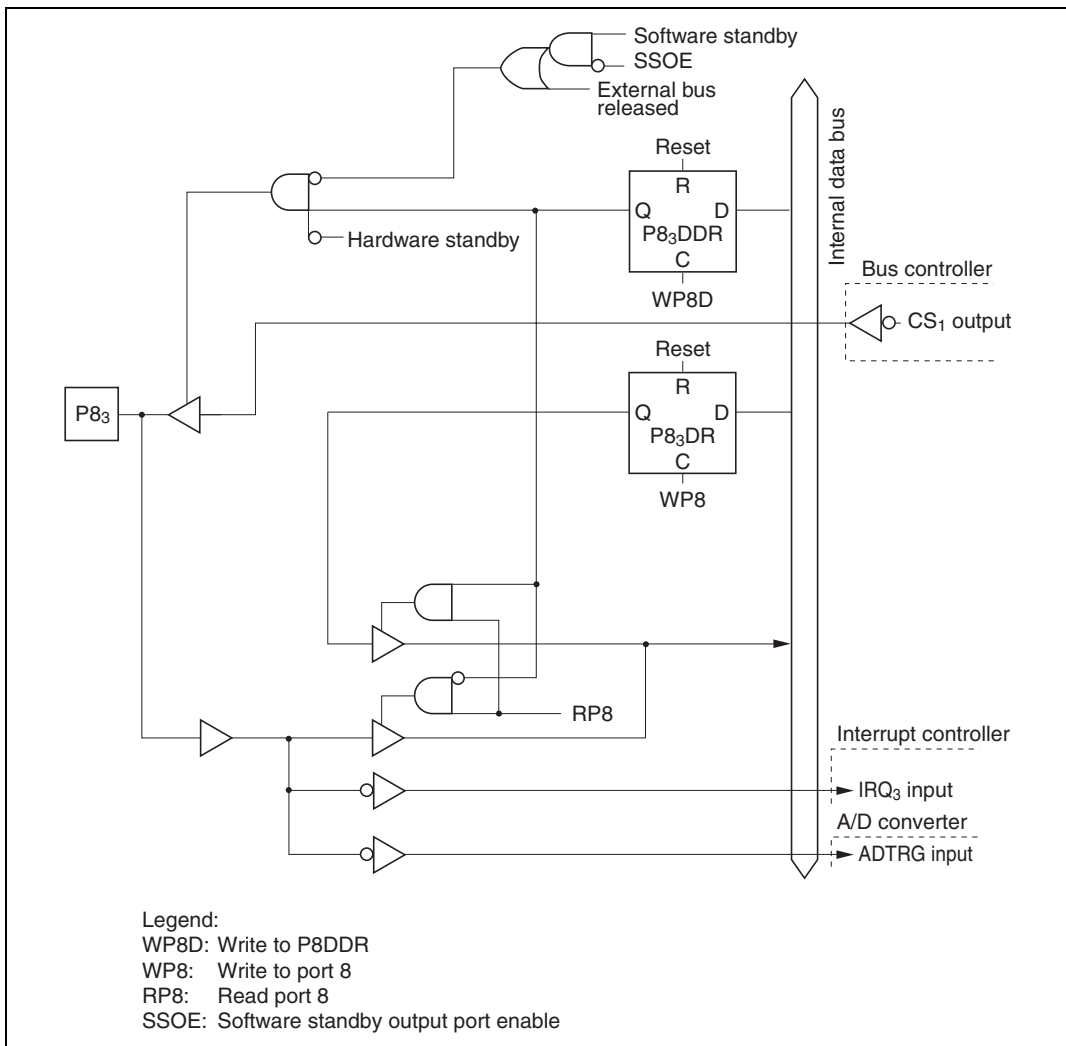 Software standby
SSOE
External bus
released
Internal data bus
Reset
R
Q D
P8₃DDR
C
WP8D
Hardware standby
Bus controller
CS₁ output
Reset
R
Q D
P8₃DR
C
WP8
P8₃
RP8
Interrupt controller
IRQ₃ input
A/D converter
ADTRG input
Legend:
WP8D: Write to P8DDR
WP8: Write to port 8
RP8: Read port 8
SSOE: Software standby output port enable